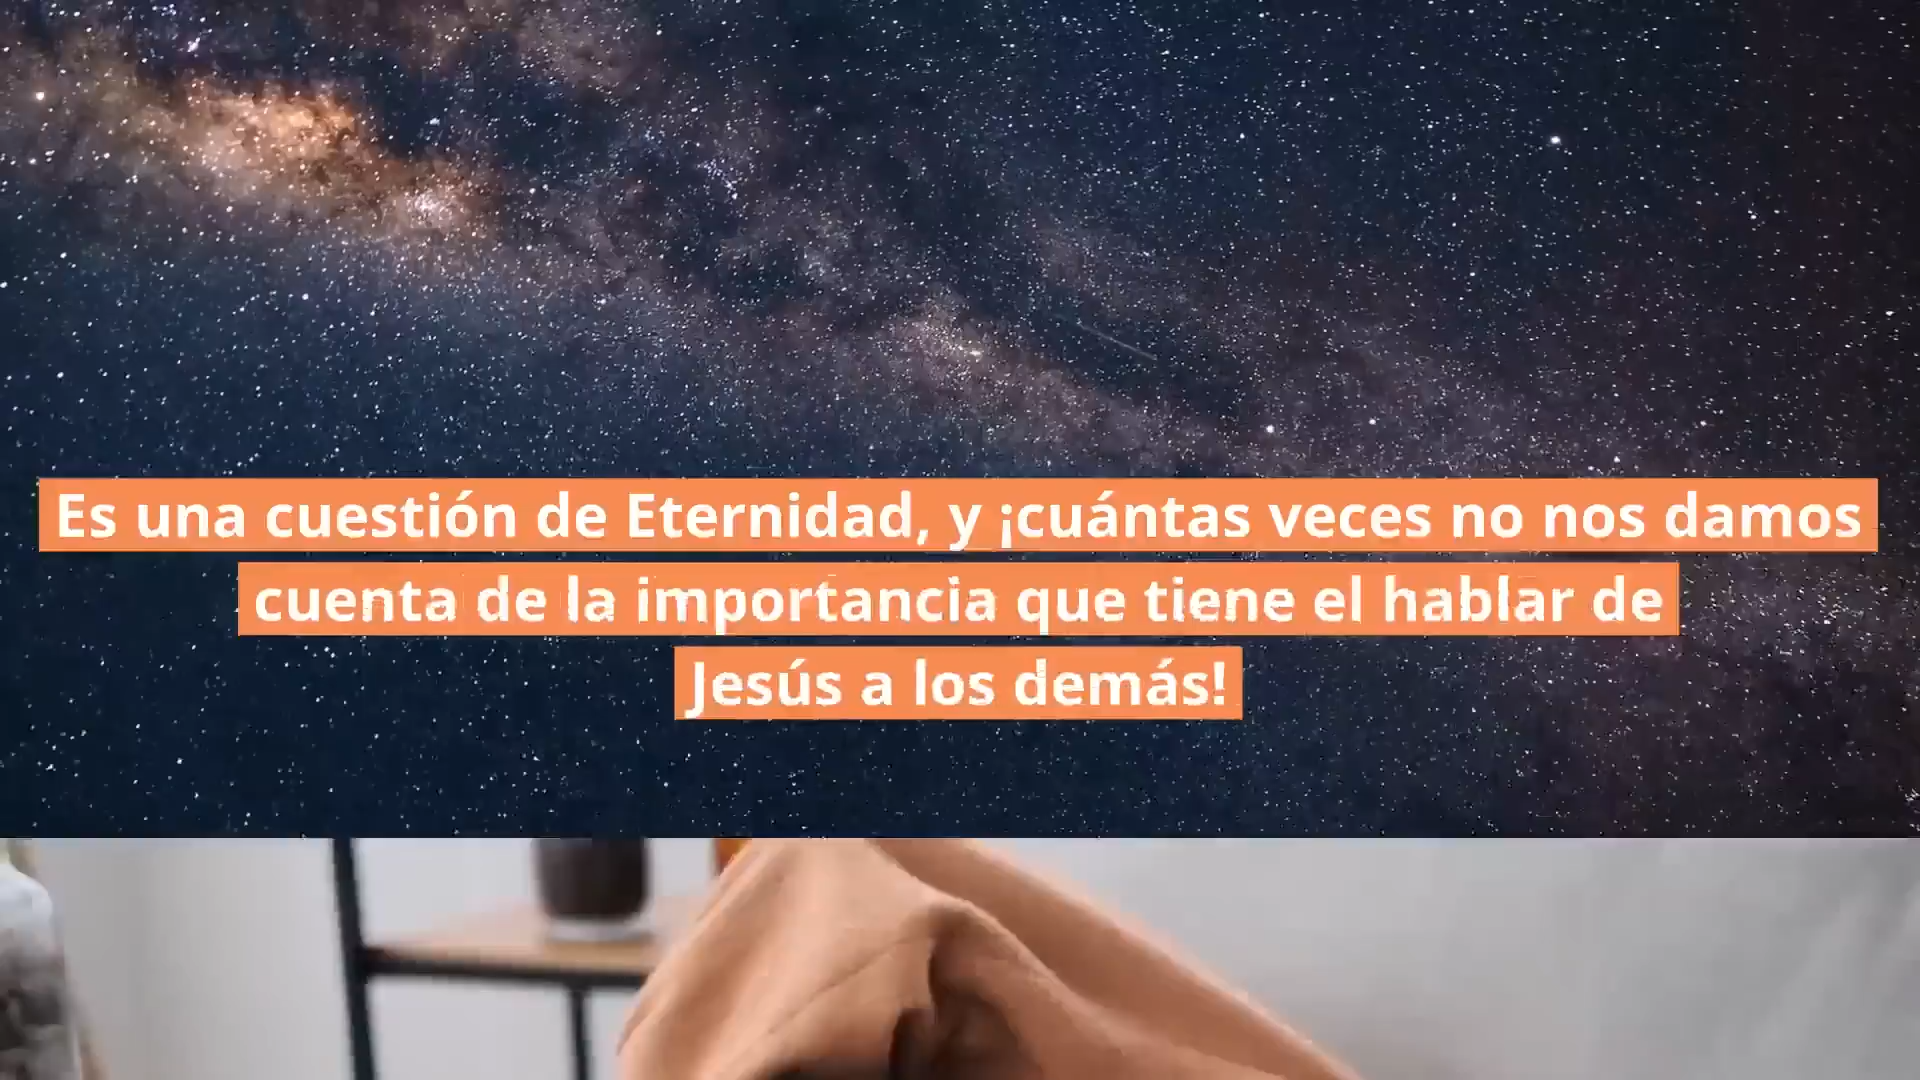 Es una cuestión de Eternidad, y ¡cuántas veces no nos damos
cuenta de la importancia que tiene el hablar de
Jesús a los demás!